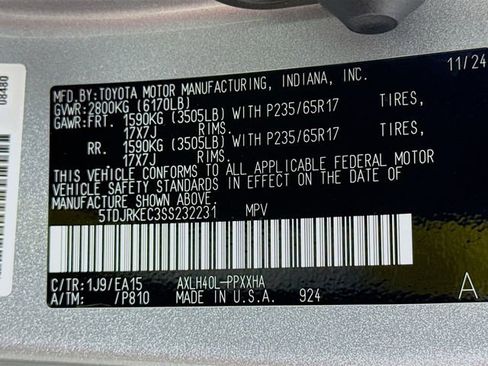 MFD.BY:TOYOTA MOTOR MANUFACTURING, INDIANA, INC. 11/24
GVWR:2800KG (6170LB)
GAWR:FRT. 1590KG (3505LB) WITH P235/65R17 TIRES,
17X7J RIMS.
RR. 1590KG (3505LB) WITH P235/65R17 TIRES,
17X7J RIMS.
THIS VEHICLE CONFORMS TO ALL APPLICABLE FEDERAL MOTOR
VEHICLE SAFETY STANDARDS IN EFFECT ON THE DATE OF
MANUFACTURE SHOWN ABOVE.
5TDJRKEC3SS232231 MPV
C/TR:1J9/EA15 AXLH40L-PPXXHA
A/TM: /P810 MADE IN U.S.A. 924 A
08480